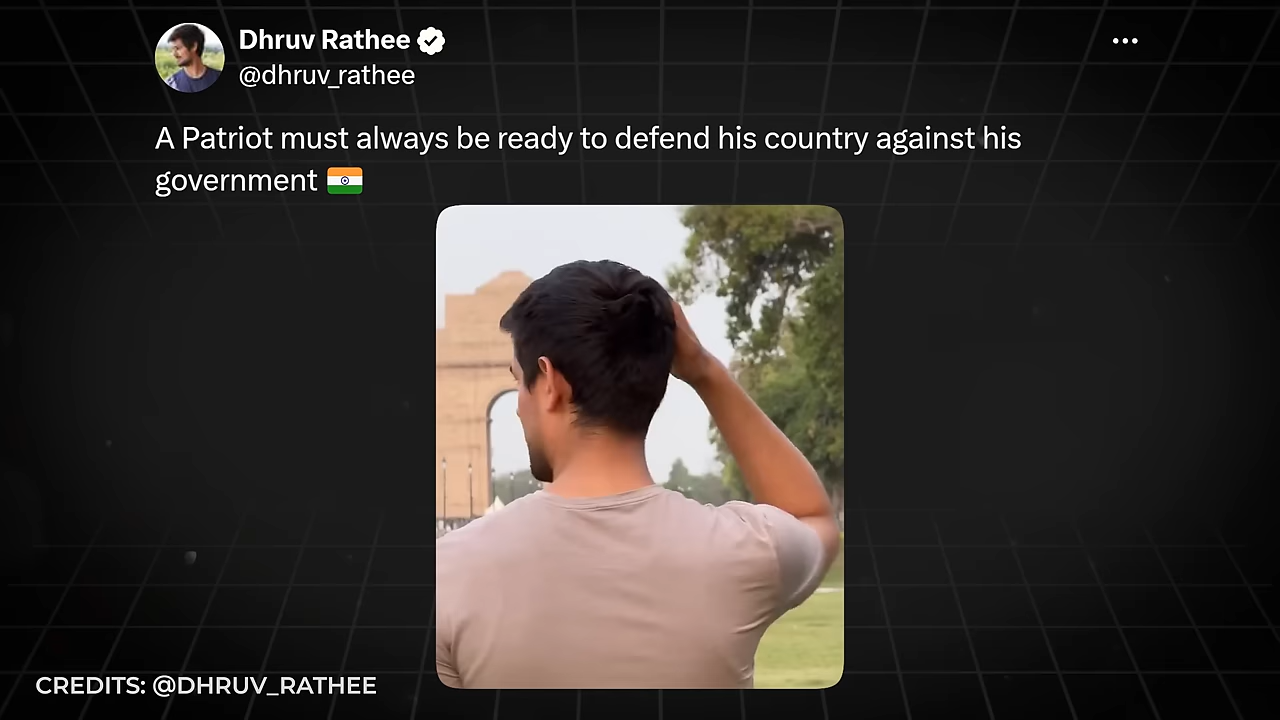 Dhruv Rathee
@dhruv_rathee
A Patriot must always be ready to defend his country against his
government 🇮🇳
CREDITS: @DHRUV_RATHEE